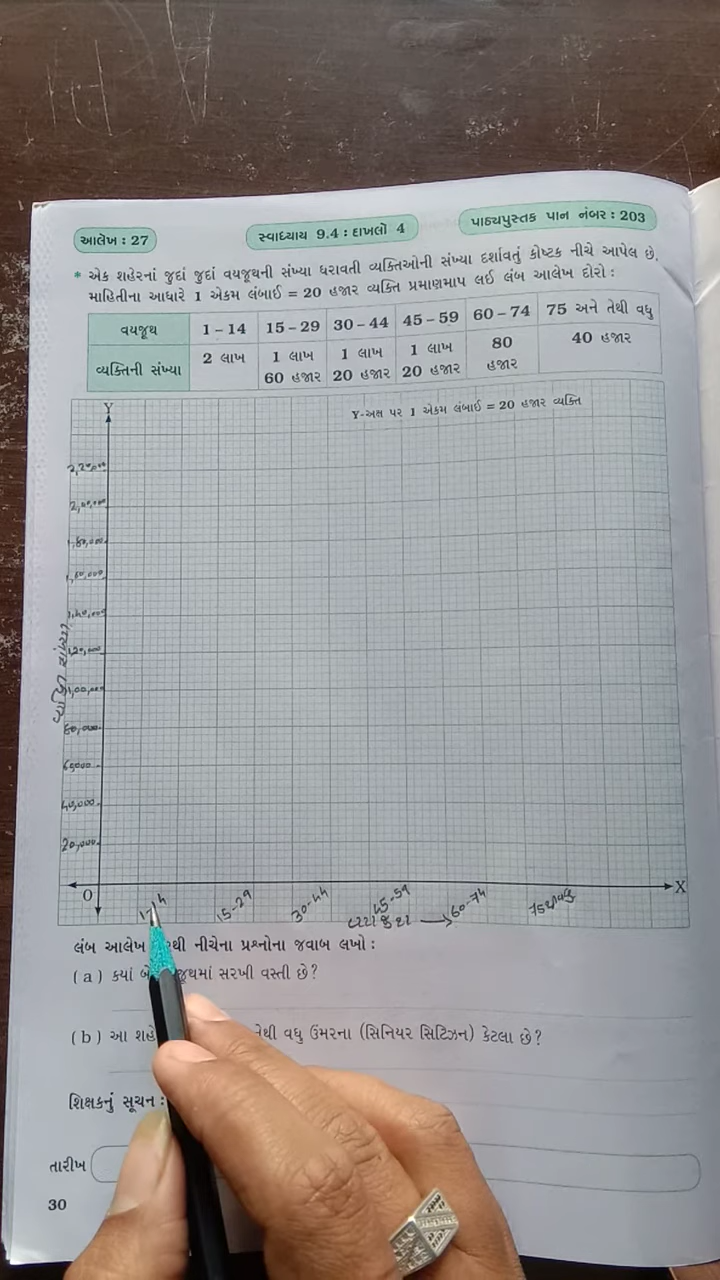 આલેખ : 27
સ્વાધ્યાય 9.4 : દાખલો 4
પાઠ્યપુસ્તક પાન નંબર : 203
* એક શહેરનાં જુદાં જુદાં વયજૂથની સંખ્યા ધરાવતી વ્યક્તિઓની સંખ્યા દર્શાવતું કોષ્ટક નીચે આપેલ છે.
માહિતીના આધારે 1 એકમ લંબાઈ = 20 હજાર વ્યક્તિ પ્રમાણમાપ લઈ લંબ આલેખ દોરો :
વયજૂથ 1 – 14 15 – 29 30 – 44 45 – 59 60 – 74 75 અને તેથી વધુ
વ્યક્તિની સંખ્યા 2 લાખ 1 લાખ 60 હજાર 1 લાખ 20 હજાર 1 લાખ 20 હજાર 80 હજાર 40 હજાર
Y
Y-અક્ષ પર 1 એકમ લંબાઈ = 20 હજાર વ્યક્તિ
2,20,000
2,00,000
1,80,000
1,60,000
1,40,000
1,20,000
1,00,000
80,000
60,000
40,000
20,000
O
X
1-14 15-29 30-44 45-59 60-74
લંબ આલેખ પરથી નીચેના પ્રશ્નોના જવાબ લખો :
( a ) કયાં બે જૂથમાં સરખી વસ્તી છે?
( b ) આ શહે તેથી વધુ ઉંમરના (સિનિયર સિટિઝન) કેટલા છે?
શિક્ષકનું સૂચન :
તારીખ
30